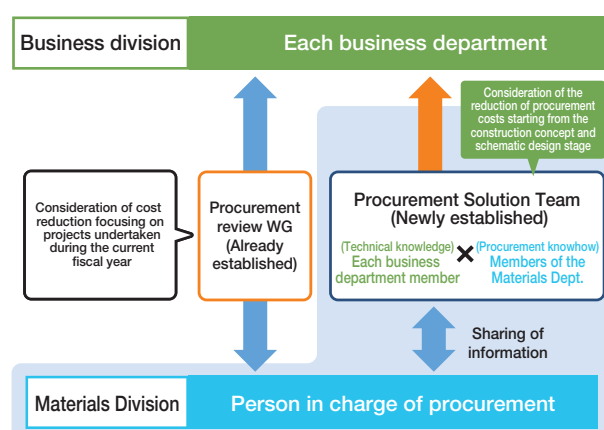 Business division
Each business department
Consideration of the
reduction of procurement
costs starting from the
construction concept and
schematic design stage
Consideration of cost
reduction focusing on
projects undertaken
during the current
fiscal year
Procurement
review WG
(Already
established)
Procurement Solution Team
(Newly established)
(Technical knowledge)
Each business
department member
×
(Procurement knowhow)
Members of the
Materials Dept.
Sharing of
information
Materials Division
Person in charge of procurement